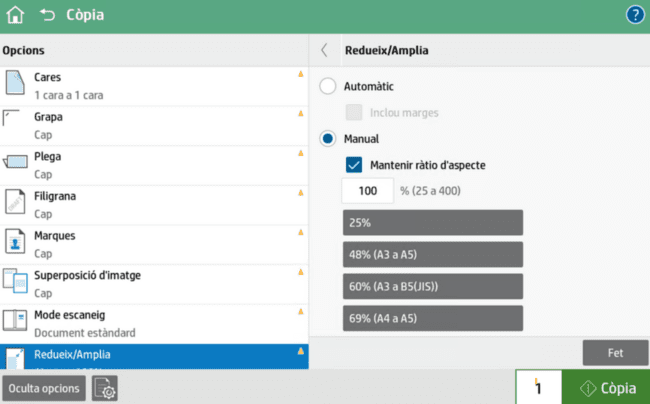 Còpia
?
Opcions
Cares
1 cara a 1 cara
Grapa
Cap
Plega
Cap
Filigrana
Cap
Marques
Cap
Superposició d'imatge
Cap
Mode escaneig
Document estàndard
Redueix/Amplia
Oculta opcions
Redueix/Amplia
Automàtic
Inclou marges
Manual
Mantenir ràtio d'aspecte
100 % (25 a 400)
25%
48% (A3 a A5)
60% (A3 a B5(JIS))
69% (A4 a A5)
Fet
1 Còpia